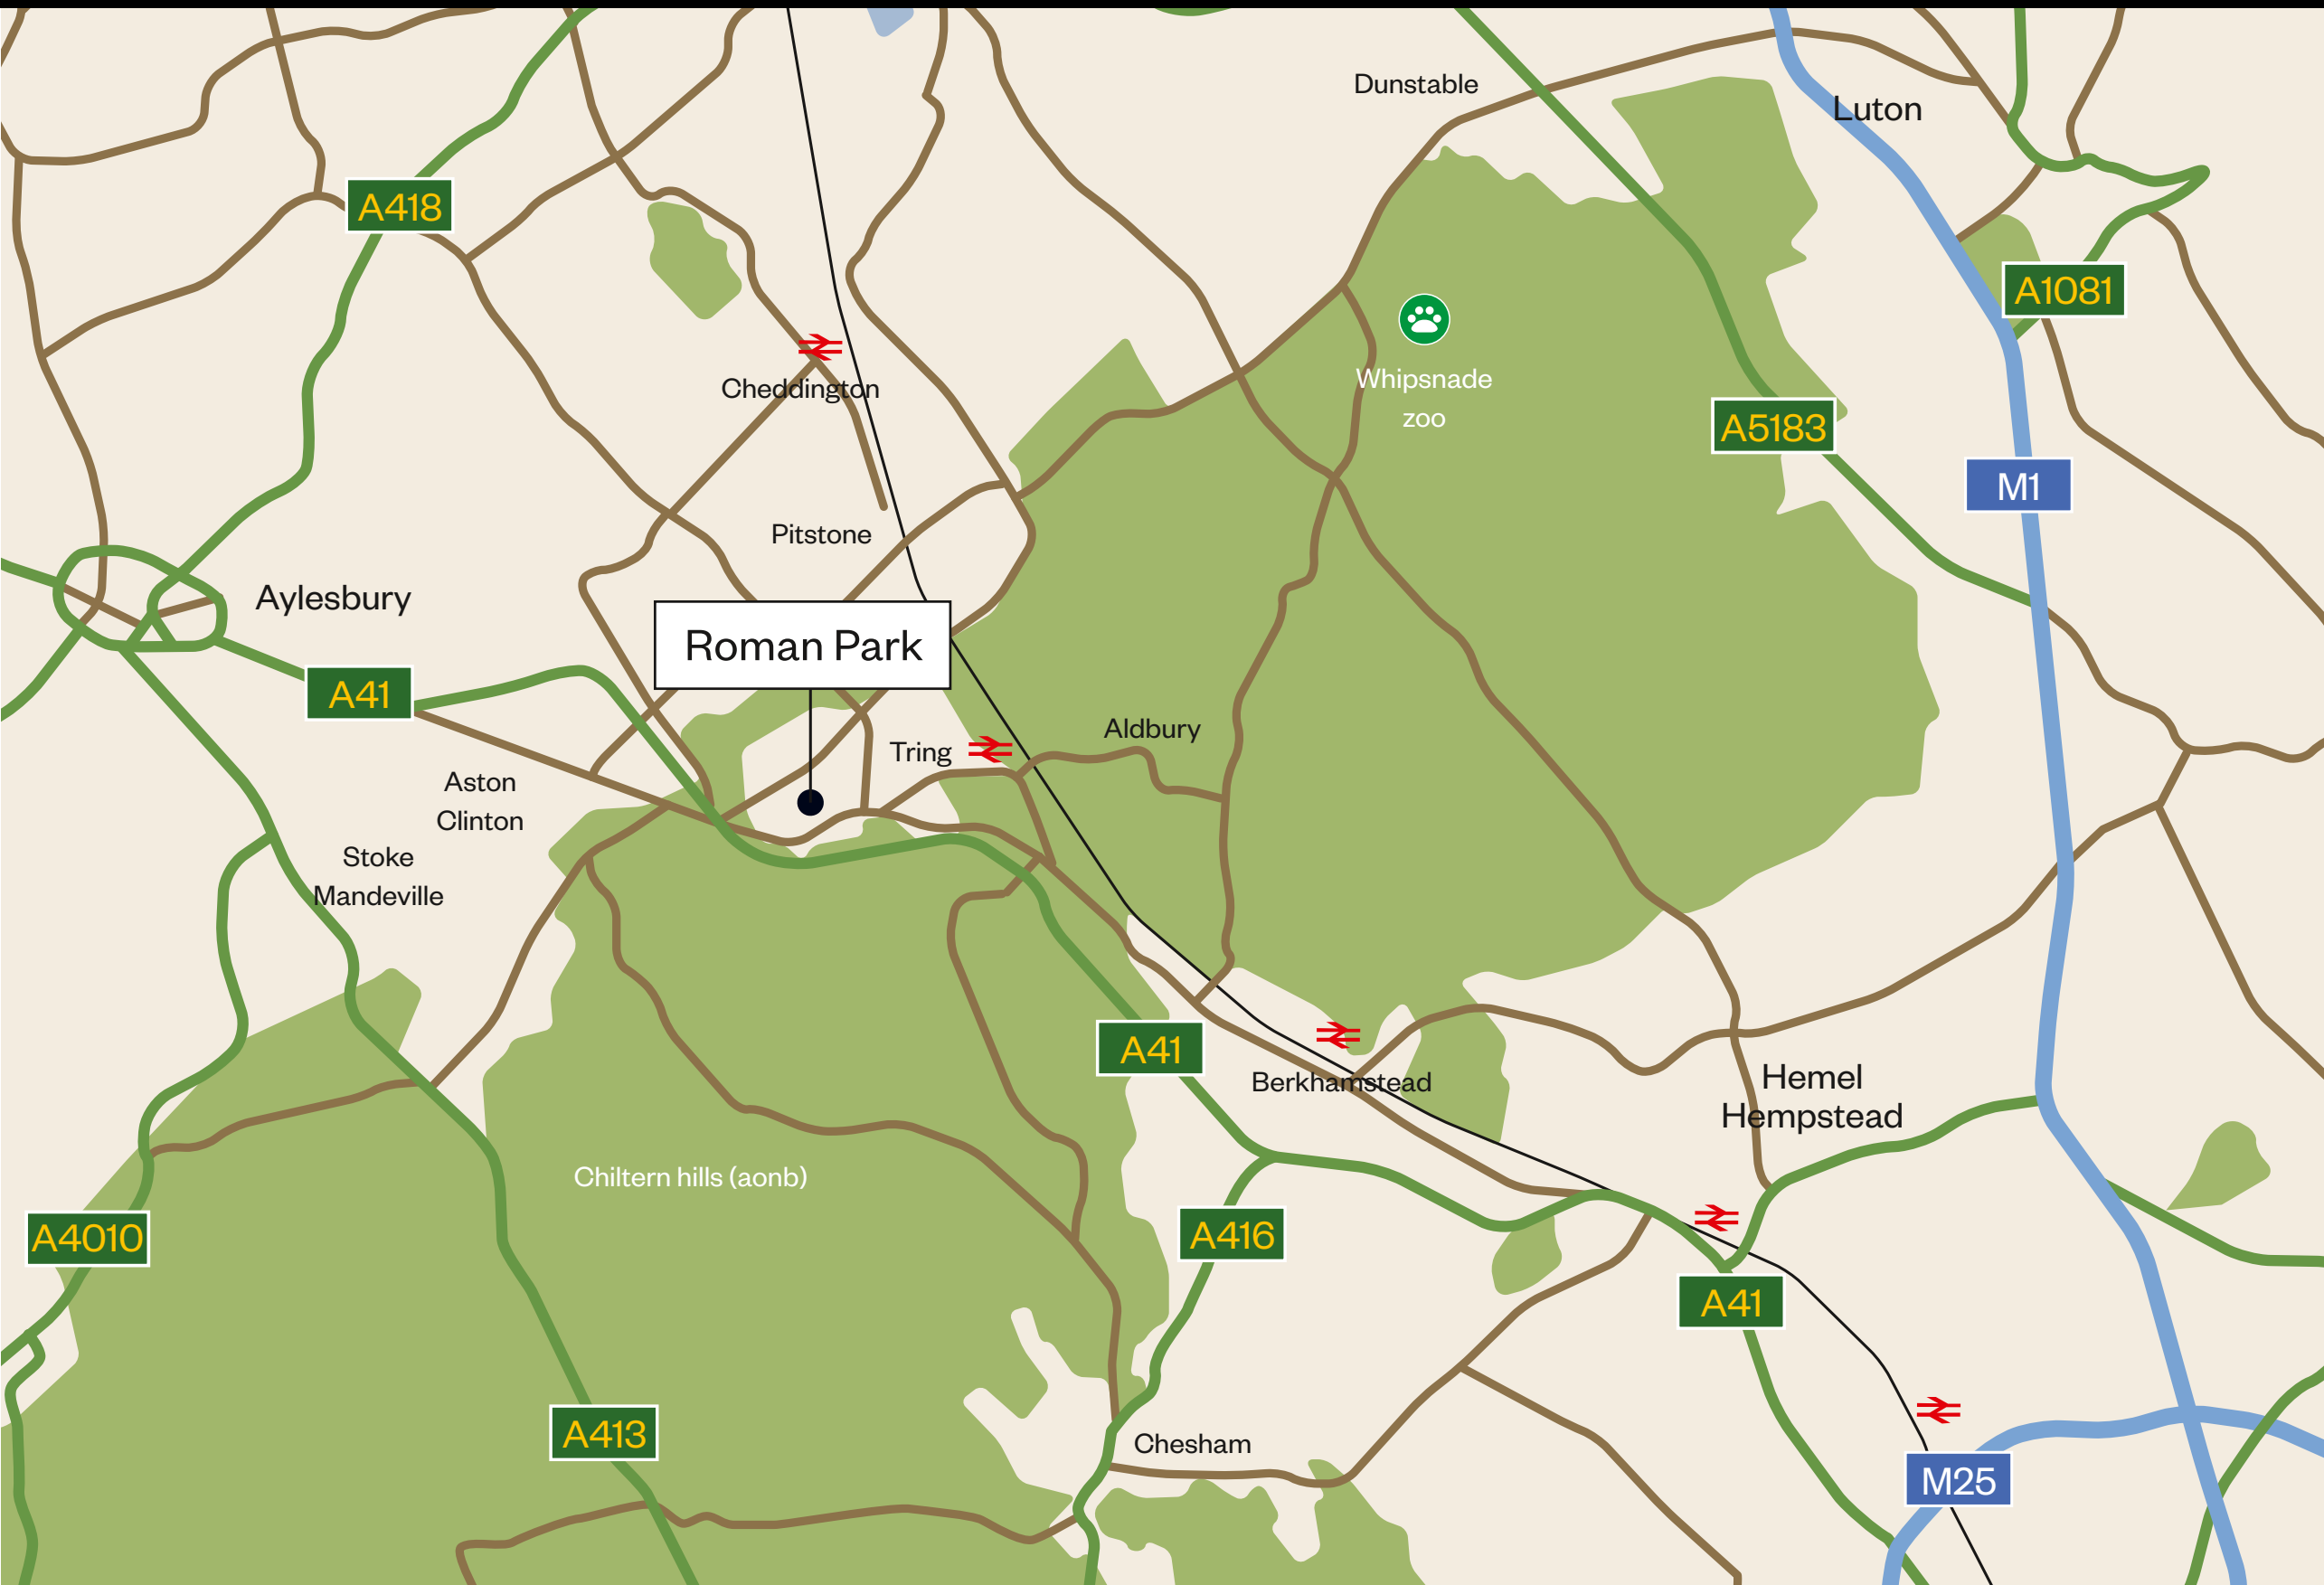 Dunstable
Luton
A418
A1081
Whipsnade
zoo
Cheddington
A5183
M1
Pitstone
Aylesbury
Roman Park
A41
Aldbury
Tring
Aston
Clinton
Stoke
Mandeville
A41
Berkhamstead
Hemel
Hempstead
Chiltern hills (aonb)
A4010
A416
A41
A413
Chesham
M25